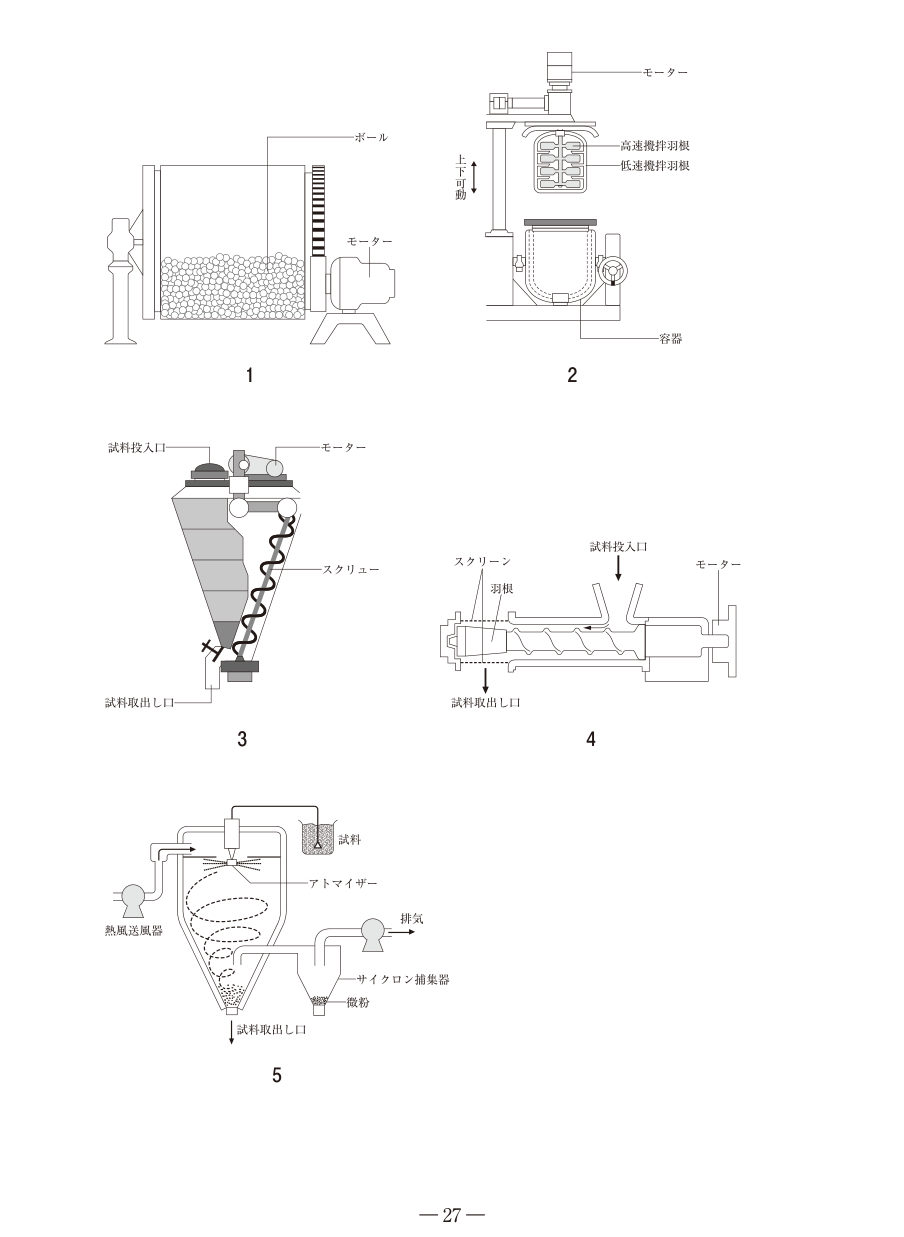 ボール
モーター
1
モーター
高速攪拌羽根
低速攪拌羽根
上下可動
容器
2
試料投入口
モーター
スクリュー
試料取出し口
3
試料投入口
スクリーン
モーター
羽根
試料取出し口
4
試料
アトマイザー
熱風送風器
排気
サイクロン捕集器
微粉
試料取出し口
5
— 27 —